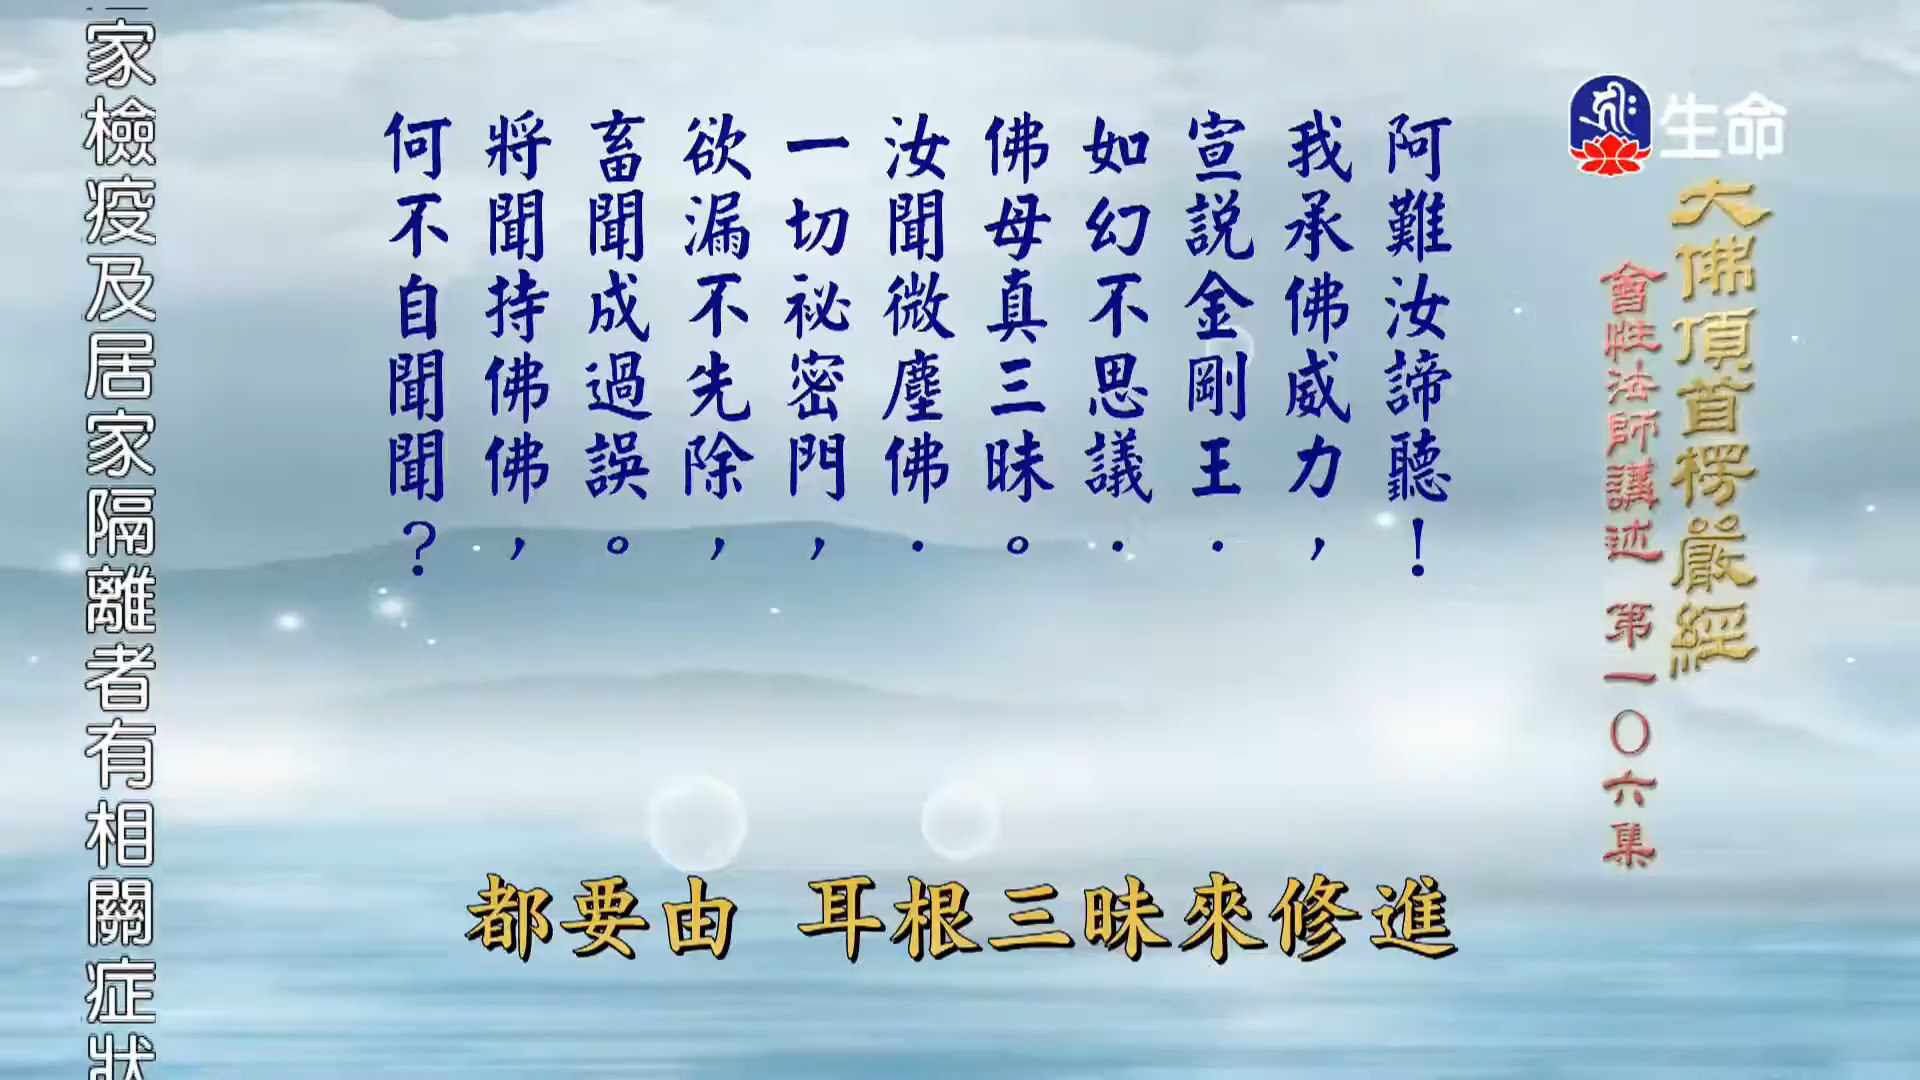 生命
大佛頂首楞嚴經
會性法師講述 第一〇六集
阿難汝諦聽！
我承佛威力，
宣説金剛王．
如幻不思議．
佛母真三昧。
汝聞微塵佛．
一切祕密門，
欲漏不先除，
畜聞成過誤。
將聞持佛佛，
何不自聞聞？
家檢疫及居家隔離者有相關症狀
都要由 耳根三昧來修進